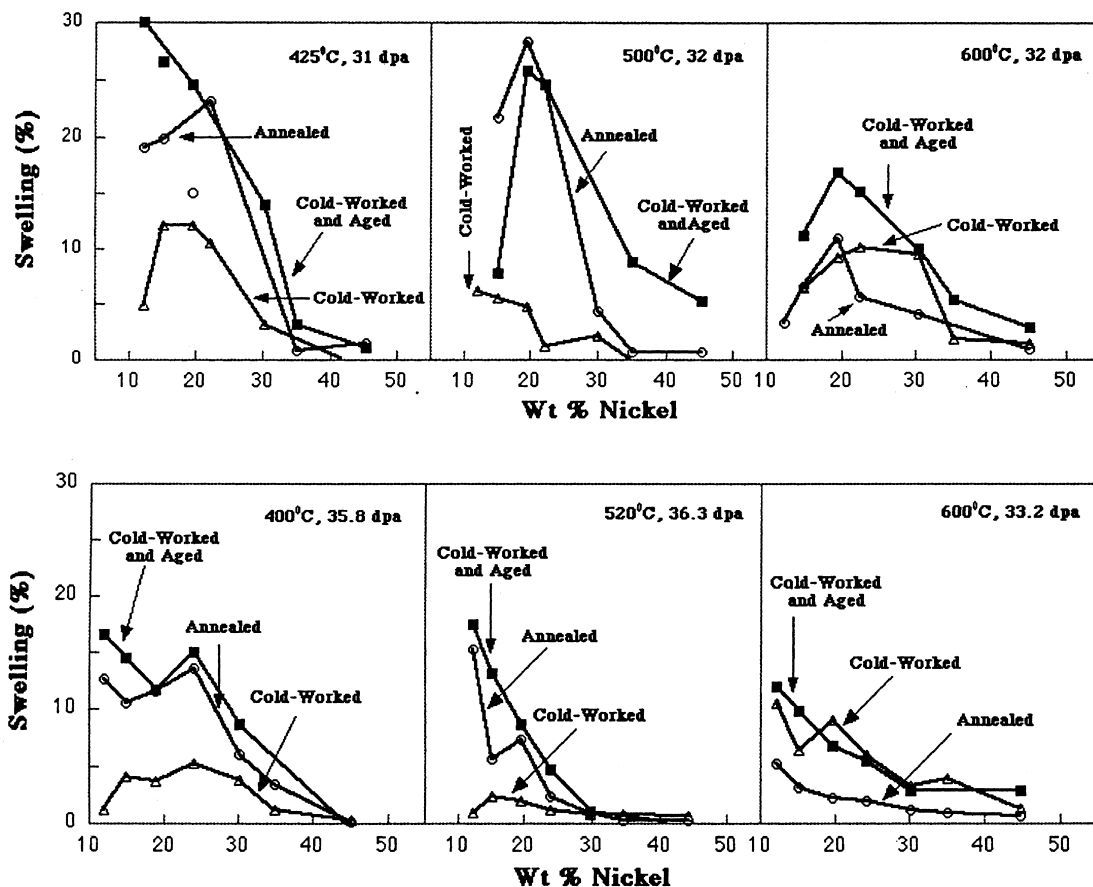 Swelling (%)
30
20
10
0
425⁰C, 31 dpa
Annealed
Cold-Worked
and Aged
Cold-Worked
500⁰C, 32 dpa
Cold-Worked
Annealed
Cold-Worked
and Aged
600⁰C, 32 dpa
Cold-Worked
and Aged
Cold-Worked
Annealed
10 20 30 40 50
10 20 30 40 50
20 30 40 50
Wt % Nickel
Swelling (%)
30
20
10
0
400⁰C, 35.8 dpa
Cold-Worked
and Aged
Annealed
Cold-Worked
520⁰C, 36.3 dpa
Cold-Worked
and Aged
Annealed
Cold-Worked
600⁰C, 33.2 dpa
Cold-Worked
and Aged
Cold-Worked
Annealed
10 20 30 40
10 20 30 40
10 20 30 40 50
Wt % Nickel